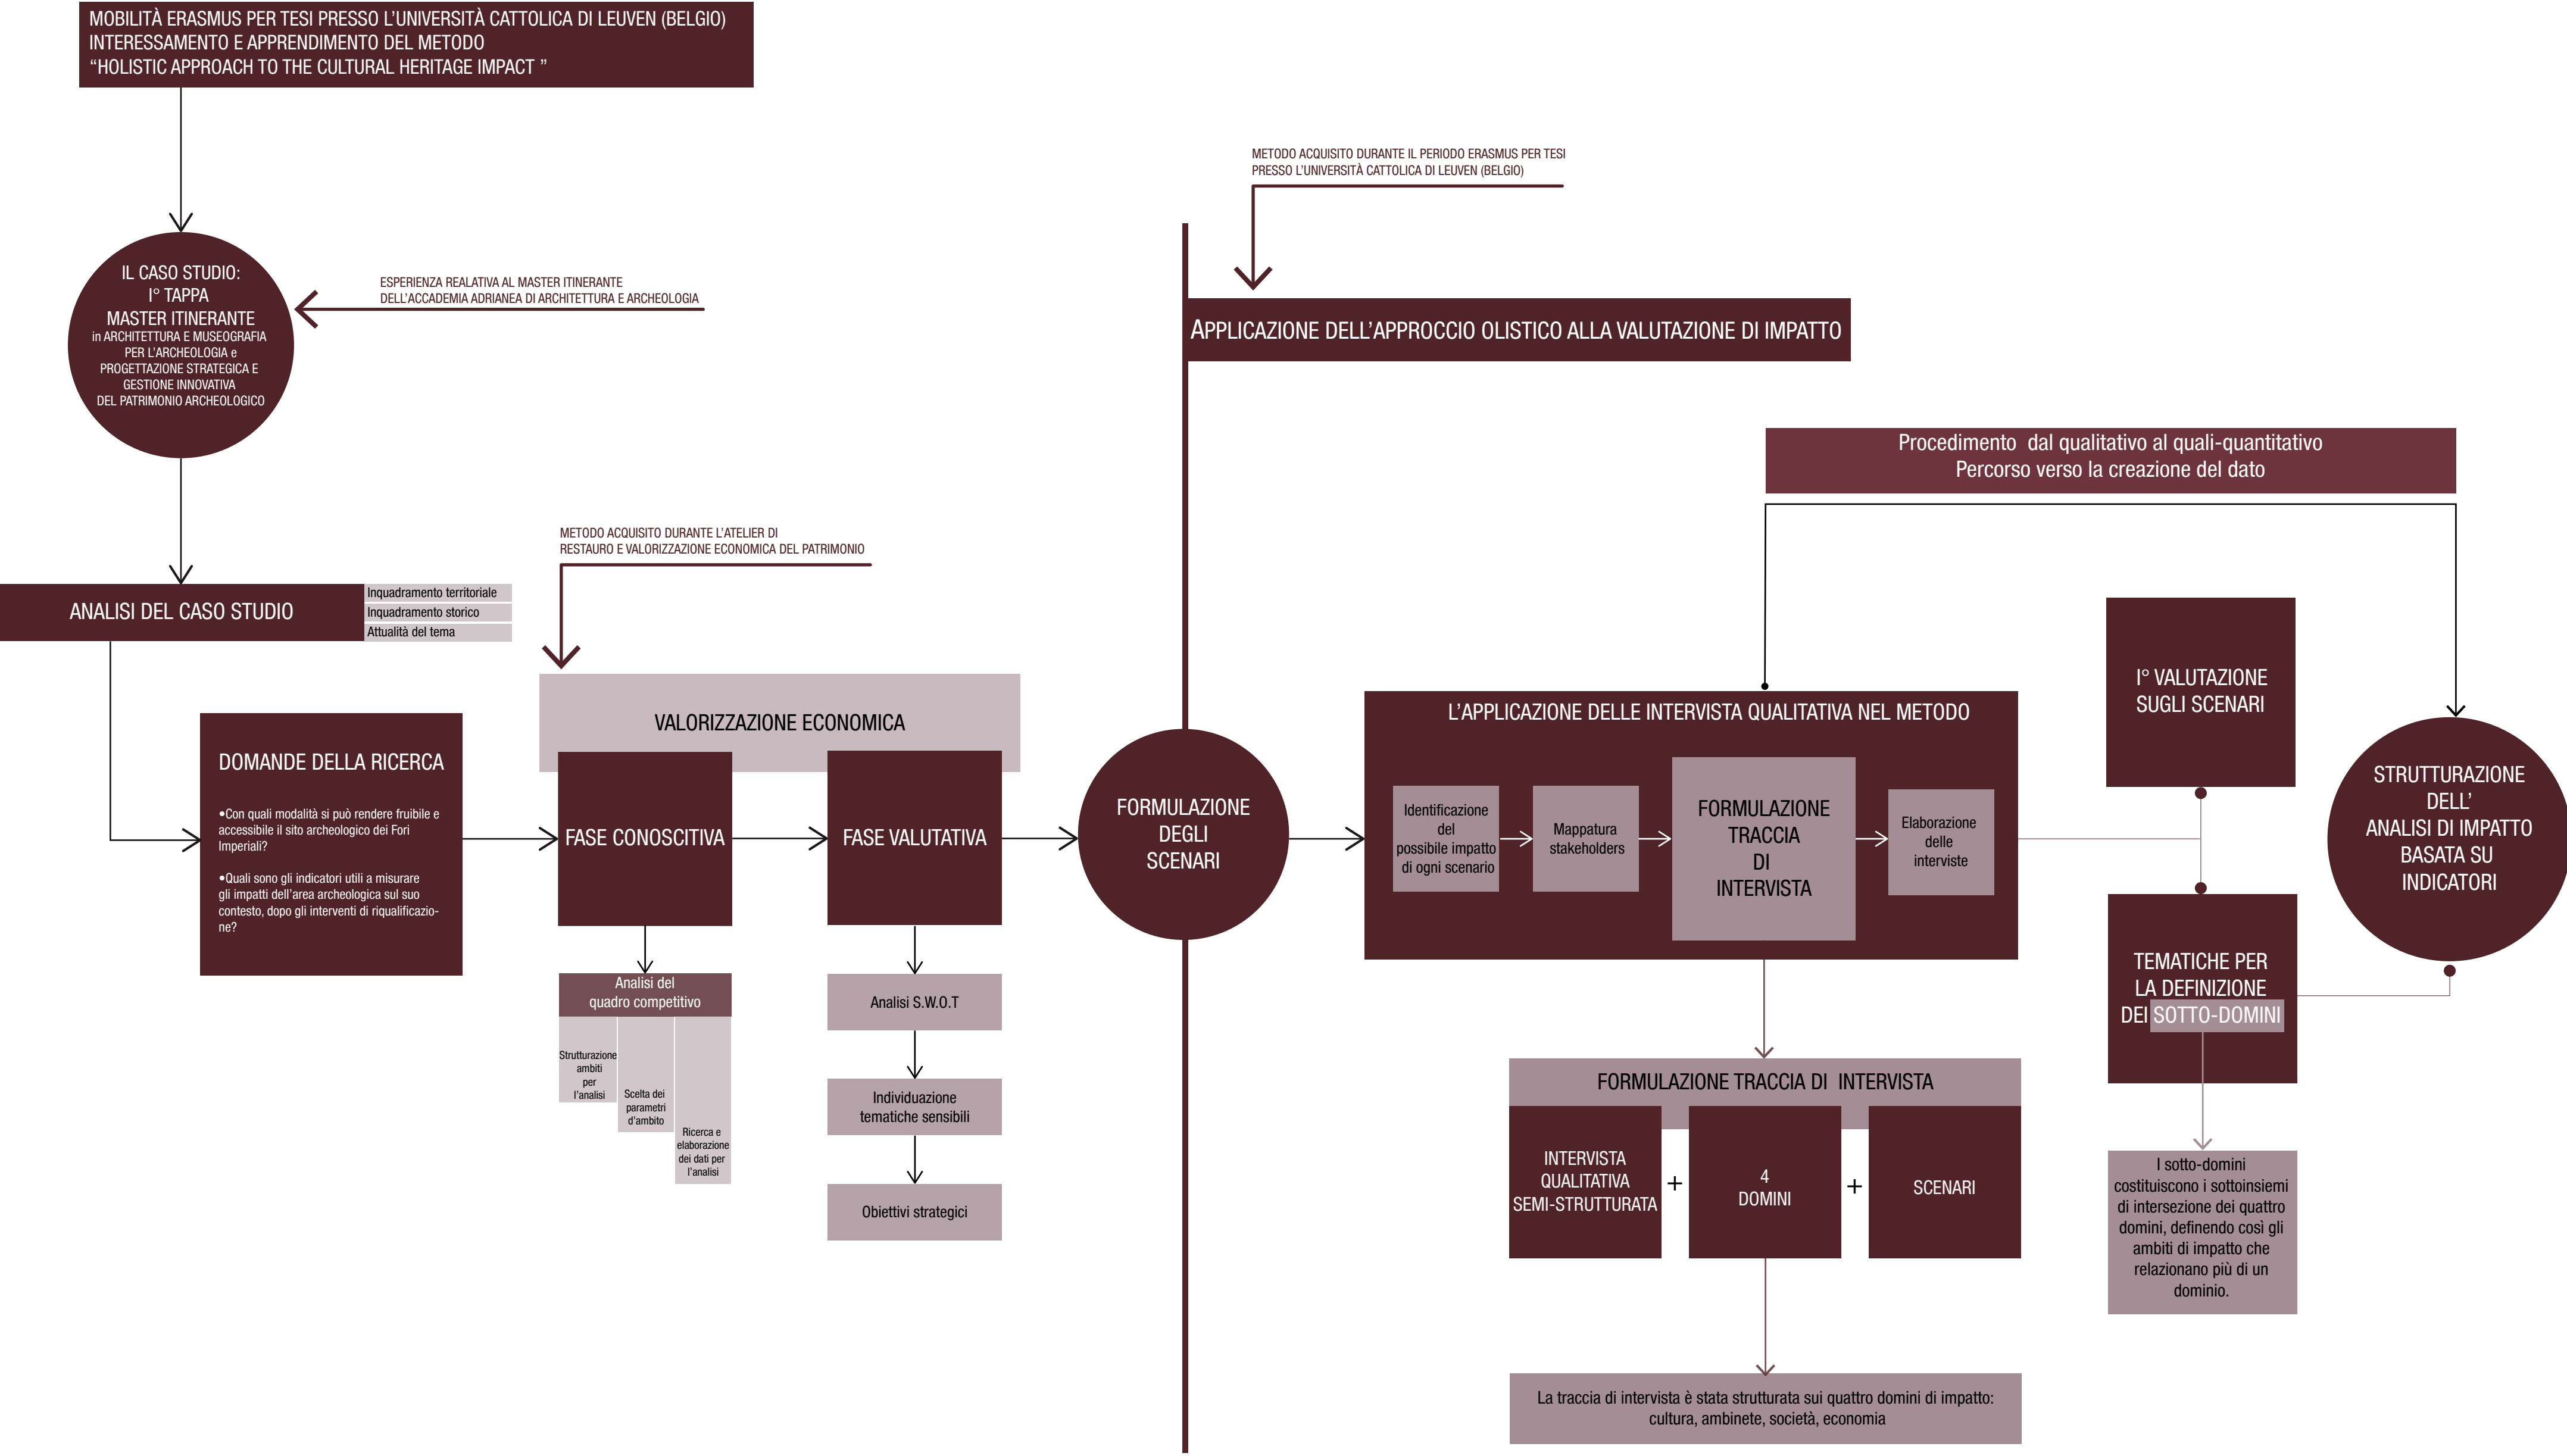 MOBILITÀ ERASMUS PER TESI PRESSO L'UNIVERSITÀ CATTOLICA DI LEUVEN (BELGIO)
INTERESSAMENTO E APPRENDIMENTO DEL METODO
“HOLISTIC APPROACH TO THE CULTURAL HERITAGE IMPACT ”
IL CASO STUDIO:
I° TAPPA
MASTER ITINERANTE
in ARCHITETTURA E MUSEOGRAFIA
PER L'ARCHEOLOGIA e
PROGETTAZIONE STRATEGICA E
GESTIONE INNOVATIVA
DEL PATRIMONIO ARCHEOLOGICO
ESPERIENZA REALATIVA AL MASTER ITINERANTE
DELL'ACCADEMIA ADRIANEA DI ARCHITETTURA E ARCHEOLOGIA
ANALISI DEL CASO STUDIO
Inquadramento territoriale
Inquadramento storico
Attualità del tema
DOMANDE DELLA RICERCA
•Con quali modalità si può rendere fruibile e
accessibile il sito archeologico dei Fori
Imperiali?
•Quali sono gli indicatori utili a misurare
gli impatti dell'area archeologica sul suo
contesto, dopo gli interventi di riqualificazio-
ne?
METODO ACQUISITO DURANTE L'ATELIER DI
RESTAURO E VALORIZZAZIONE ECONOMICA DEL PATRIMONIO
VALORIZZAZIONE ECONOMICA
FASE CONOSCITIVA
FASE VALUTATIVA
Analisi del
quadro competitivo
Strutturazione
ambiti
per
l'analisi
Scelta dei
parametri
d'ambito
Ricerca e
elaborazione
dei dati per
l'analisi
Analisi S.W.O.T
Individuazione
tematiche sensibili
Obiettivi strategici
FORMULAZIONE
DEGLI
SCENARI
METODO ACQUISITO DURANTE IL PERIODO ERASMUS PER TESI
PRESSO L'UNIVERSITÀ CATTOLICA DI LEUVEN (BELGIO)
APPLICAZIONE DELL'APPROCCIO OLISTICO ALLA VALUTAZIONE DI IMPATTO
Procedimento  dal qualitativo al quali-quantitativo
Percorso verso la creazione del dato
L'APPLICAZIONE DELLE INTERVISTA QUALITATIVA NEL METODO
Identificazione
del
possibile impatto
di ogni scenario
Mappatura
stakeholders
FORMULAZIONE
TRACCIA
DI
INTERVISTA
Elaborazione
delle
interviste
FORMULAZIONE TRACCIA DI  INTERVISTA
INTERVISTA
QUALITATIVA
SEMI-STRUTTURATA
+
4
DOMINI
+
SCENARI
La traccia di intervista è stata strutturata sui quattro domini di impatto:
cultura, ambinete, società, economia
I° VALUTAZIONE
SUGLI SCENARI
TEMATICHE PER
LA DEFINIZIONE
DEI SOTTO-DOMINI
I sotto-domini
costituiscono i sottoinsiemi
di intersezione dei quattro
domini, definendo così gli
ambiti di impatto che
relazionano più di un
dominio.
STRUTTURAZIONE
DELL'
ANALISI DI IMPATTO
BASATA SU
INDICATORI